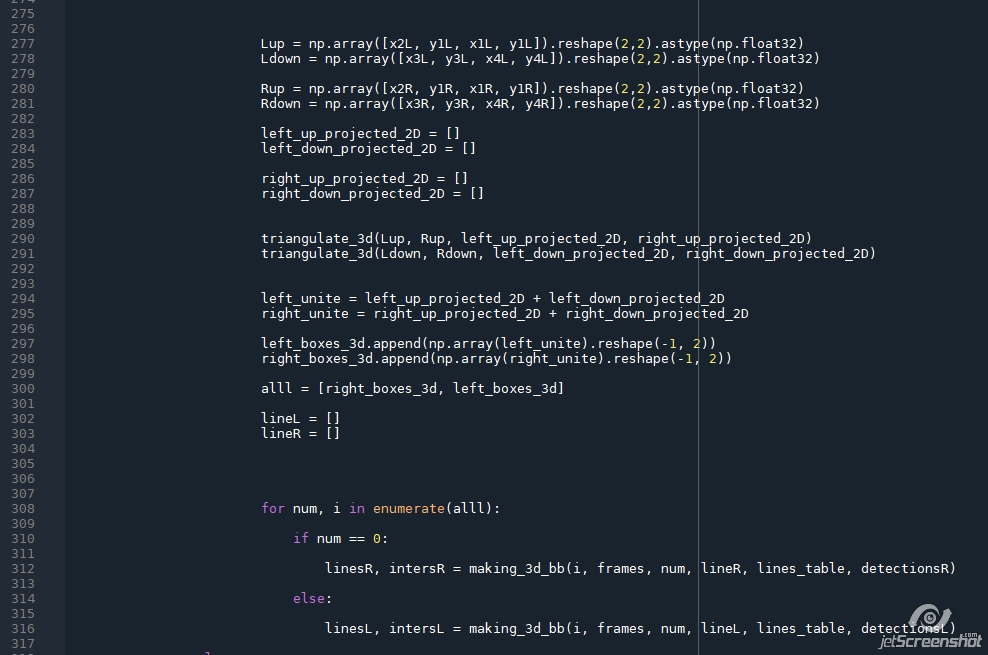 275
276
277 Lup = np.array([x2L, y1L, x1L, y1L]).reshape(2,2).astype(np.float32)
278 Ldown = np.array([x3L, y3L, x4L, y4L]).reshape(2,2).astype(np.float32)
279
280 Rup = np.array([x2R, y1R, x1R, y1R]).reshape(2,2).astype(np.float32)
281 Rdown = np.array([x3R, y3R, x4R, y4R]).reshape(2,2).astype(np.float32)
282
283 left_up_projected_2D = []
284 left_down_projected_2D = []
285
286 right_up_projected_2D = []
287 right_down_projected_2D = []
288
289
290 triangulate_3d(Lup, Rup, left_up_projected_2D, right_up_projected_2D)
291 triangulate_3d(Ldown, Rdown, left_down_projected_2D, right_down_projected_2D)
292
293
294 left_unite = left_up_projected_2D + left_down_projected_2D
295 right_unite = right_up_projected_2D + right_down_projected_2D
296
297 left_boxes_3d.append(np.array(left_unite).reshape(-1, 2))
298 right_boxes_3d.append(np.array(right_unite).reshape(-1, 2))
299
300 alll = [right_boxes_3d, left_boxes_3d]
301
302 lineL = []
303 lineR = []
304
305
306
307
308 for num, i in enumerate(alll):
309
310 if num == 0:
311
312 linesR, intersR = making_3d_bb(i, frames, num, lineR, lines_table, detectionsR)
313
314 else:
315
316 linesL, intersL = making_3d_bb(i, frames, num, lineL, lines_table, detectionsL)
317
jetScreenshot.com